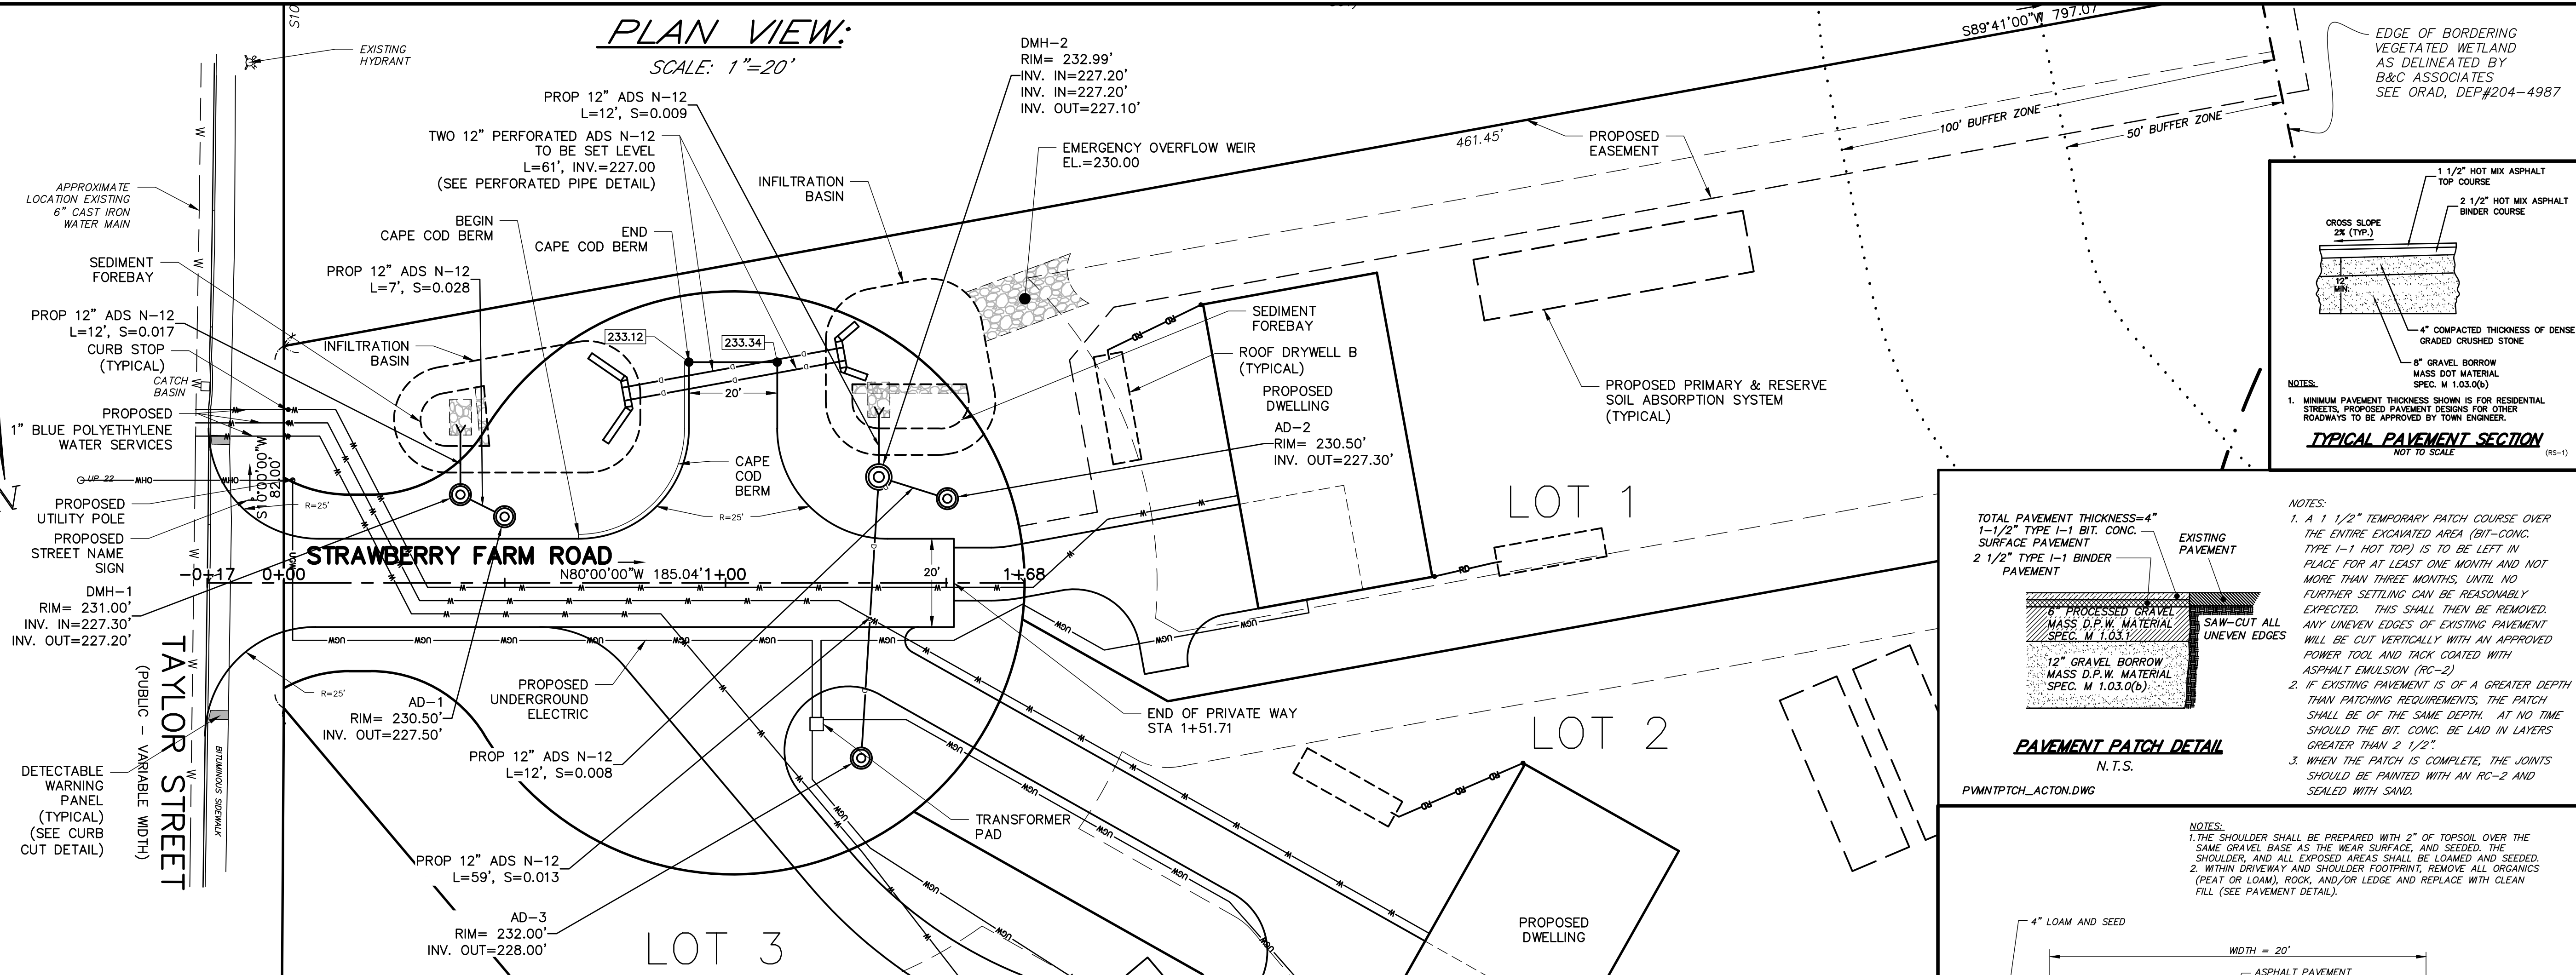 PLAN VIEW:
SCALE: 1"=20'
S10
EXISTING
HYDRANT
PROP 12" ADS N-12
L=12', S=0.009
TWO 12" PERFORATED ADS N-12
TO BE SET LEVEL
L=61', INV.=227.00
(SEE PERFORATED PIPE DETAIL)
DMH-2
RIM= 232.99'
INV. IN=227.20'
INV. IN=227.20'
INV. OUT=227.10'
EMERGENCY OVERFLOW WEIR
EL.=230.00
INFILTRATION
BASIN
461.45'
PROPOSED
EASEMENT
S89°41'00"W 797.07'
100' BUFFER ZONE
50' BUFFER ZONE
EDGE OF BORDERING
VEGETATED WETLAND
AS DELINEATED BY
B&C ASSOCIATES
SEE ORAD, DEP#204-4987
APPROXIMATE
LOCATION EXISTING
6" CAST IRON
WATER MAIN
BEGIN
CAPE COD BERM
END
CAPE COD BERM
SEDIMENT
FOREBAY
PROP 12" ADS N-12
L=7', S=0.028
PROP 12" ADS N-12
L=12', S=0.017
CURB STOP
(TYPICAL)
CATCH
BASIN
INFILTRATION
BASIN
233.12
233.34
20'
SEDIMENT
FOREBAY
ROOF DRYWELL B
(TYPICAL)
PROPOSED
DWELLING
AD-2
RIM= 230.50'
INV. OUT=227.30'
PROPOSED PRIMARY & RESERVE
SOIL ABSORPTION SYSTEM
(TYPICAL)
PROPOSED
1" BLUE POLYETHYLENE
WATER SERVICES
UP 22
OHW
OHW
S10°00'00"W
82.00'
R=25'
CAPE
COD
BERM
R=25'
PROPOSED
UTILITY POLE
PROPOSED
STREET NAME
SIGN
STRAWBERRY FARM ROAD
-0+17
0+00
N80°00'00"W 185.04'
1+00
20'
1+68
LOT 1
DMH-1
RIM= 231.00'
INV. IN=227.30'
INV. OUT=227.20'
TAYLOR STREET
(PUBLIC - VARIABLE WIDTH)
BITUMINOUS SIDEWALK
R=25'
AD-1
RIM= 230.50'
INV. OUT=227.50'
PROPOSED
UNDERGROUND
ELECTRIC
PROP 12" ADS N-12
L=12', S=0.008
END OF PRIVATE WAY
STA 1+51.71
LOT 2
DETECTABLE
WARNING
PANEL
(TYPICAL)
(SEE CURB
CUT DETAIL)
TRANSFORMER
PAD
PROP 12" ADS N-12
L=59', S=0.013
AD-3
RIM= 232.00'
INV. OUT=228.00'
LOT 3
PROPOSED
DWELLING
1 1/2" HOT MIX ASPHALT
TOP COURSE
2 1/2" HOT MIX ASPHALT
BINDER COURSE
CROSS SLOPE
2% (TYP.)
12"
MIN.
4" COMPACTED THICKNESS OF DENSE
GRADED CRUSHED STONE
8" GRAVEL BORROW
MASS DOT MATERIAL
SPEC. M 1.03.0(b)
NOTES:
1. MINIMUM PAVEMENT THICKNESS SHOWN IS FOR RESIDENTIAL
STREETS, PROPOSED PAVEMENT DESIGNS FOR OTHER
ROADWAYS TO BE APPROVED BY TOWN ENGINEER.
TYPICAL PAVEMENT SECTION
NOT TO SCALE
(RS-1)
TOTAL PAVEMENT THICKNESS=4"
1-1/2" TYPE I-1 BIT. CONC.
SURFACE PAVEMENT
2 1/2" TYPE I-1 BINDER
PAVEMENT
EXISTING
PAVEMENT
6" PROCESSED GRAVEL
MASS D.P.W. MATERIAL
SPEC. M 1.03.1
SAW-CUT ALL
UNEVEN EDGES
12" GRAVEL BORROW
MASS D.P.W. MATERIAL
SPEC. M 1.03.0(b)
PAVEMENT PATCH DETAIL
N.T.S.
PVMNTPTCH_ACTON.DWG
NOTES:
1. A 1 1/2" TEMPORARY PATCH COURSE OVER
THE ENTIRE EXCAVATED AREA (BIT-CONC.
TYPE I-1 HOT TOP) IS TO BE LEFT IN
PLACE FOR AT LEAST ONE MONTH AND NOT
MORE THAN THREE MONTHS, UNTIL NO
FURTHER SETTLING CAN BE REASONABLY
EXPECTED. THIS SHALL THEN BE REMOVED.
ANY UNEVEN EDGES OF EXISTING PAVEMENT
WILL BE CUT VERTICALLY WITH AN APPROVED
POWER TOOL AND TACK COATED WITH
ASPHALT EMULSION (RC-2)
2. IF EXISTING PAVEMENT IS OF A GREATER DEPTH
THAN PATCHING REQUIREMENTS, THE PATCH
SHALL BE OF THE SAME DEPTH. AT NO TIME
SHOULD THE BIT. CONC. BE LAID IN LAYERS
GREATER THAN 2 1/2".
3. WHEN THE PATCH IS COMPLETE, THE JOINTS
SHOULD BE PAINTED WITH AN RC-2 AND
SEALED WITH SAND.
NOTES:
1.THE SHOULDER SHALL BE PREPARED WITH 2" OF TOPSOIL OVER THE
SAME GRAVEL BASE AS THE WEAR SURFACE, AND SEEDED. THE
SHOULDER, AND ALL EXPOSED AREAS SHALL BE LOAMED AND SEEDED.
2. WITHIN DRIVEWAY AND SHOULDER FOOTPRINT, REMOVE ALL ORGANICS
(PEAT OR LOAM), ROCK, AND/OR LEDGE AND REPLACE WITH CLEAN
FILL (SEE PAVEMENT DETAIL).
4" LOAM AND SEED
WIDTH = 20'
ASPHALT PAVEMENT